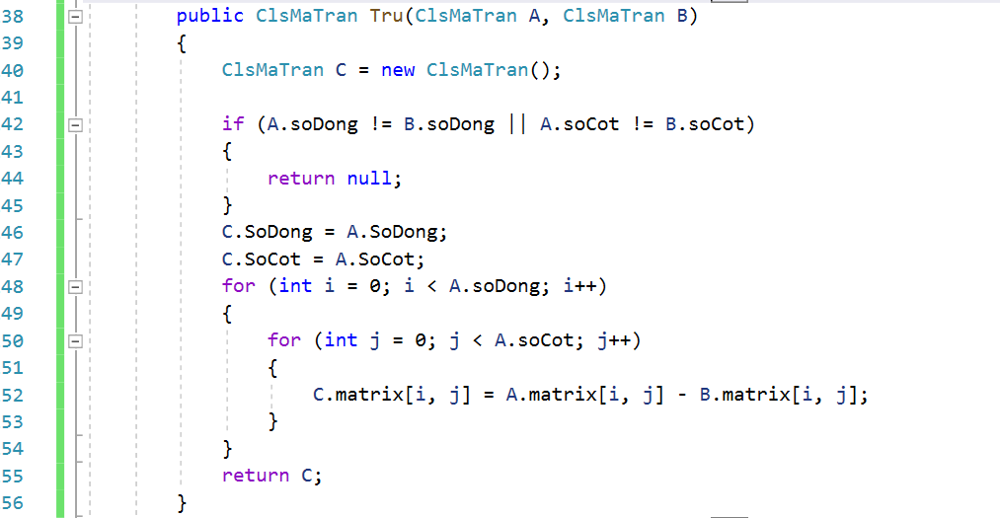 38 public ClsMaTran Tru(ClsMaTran A, ClsMaTran B)
39 {
40 ClsMaTran C = new ClsMaTran();
41
42 if (A.soDong != B.soDong || A.soCot != B.soCot)
43 {
44 return null;
45 }
46 C.SoDong = A.SoDong;
47 C.SoCot = A.SoCot;
48 for (int i = 0; i < A.soDong; i++)
49 {
50 for (int j = 0; j < A.soCot; j++)
51 {
52 C.matrix[i, j] = A.matrix[i, j] - B.matrix[i, j];
53 }
54 }
55 return C;
56 }